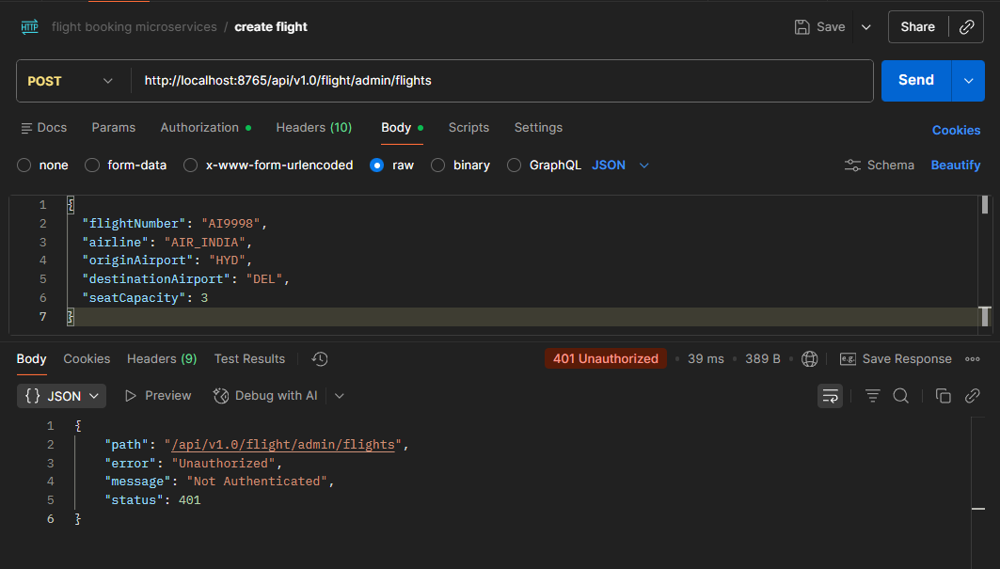 HTTP flight booking microservices / create flight Save Share
POST http://localhost:8765/api/v1.0/flight/admin/flights Send
Docs Params Authorization Headers (10) Body Scripts Settings Cookies
none form-data x-www-form-urlencoded raw binary GraphQL JSON Schema Beautify
1 {
2 "flightNumber": "AI9998",
3 "airline": "AIR_INDIA",
4 "originAirport": "HYD",
5 "destinationAirport": "DEL",
6 "seatCapacity": 3
7 }
Body Cookies Headers (9) Test Results 401 Unauthorized • 39 ms • 389 B e.g. Save Response
{} JSON Preview Debug with AI
1 {
2 "path": "/api/v1.0/flight/admin/flights",
3 "error": "Unauthorized",
4 "message": "Not Authenticated",
5 "status": 401
6 }